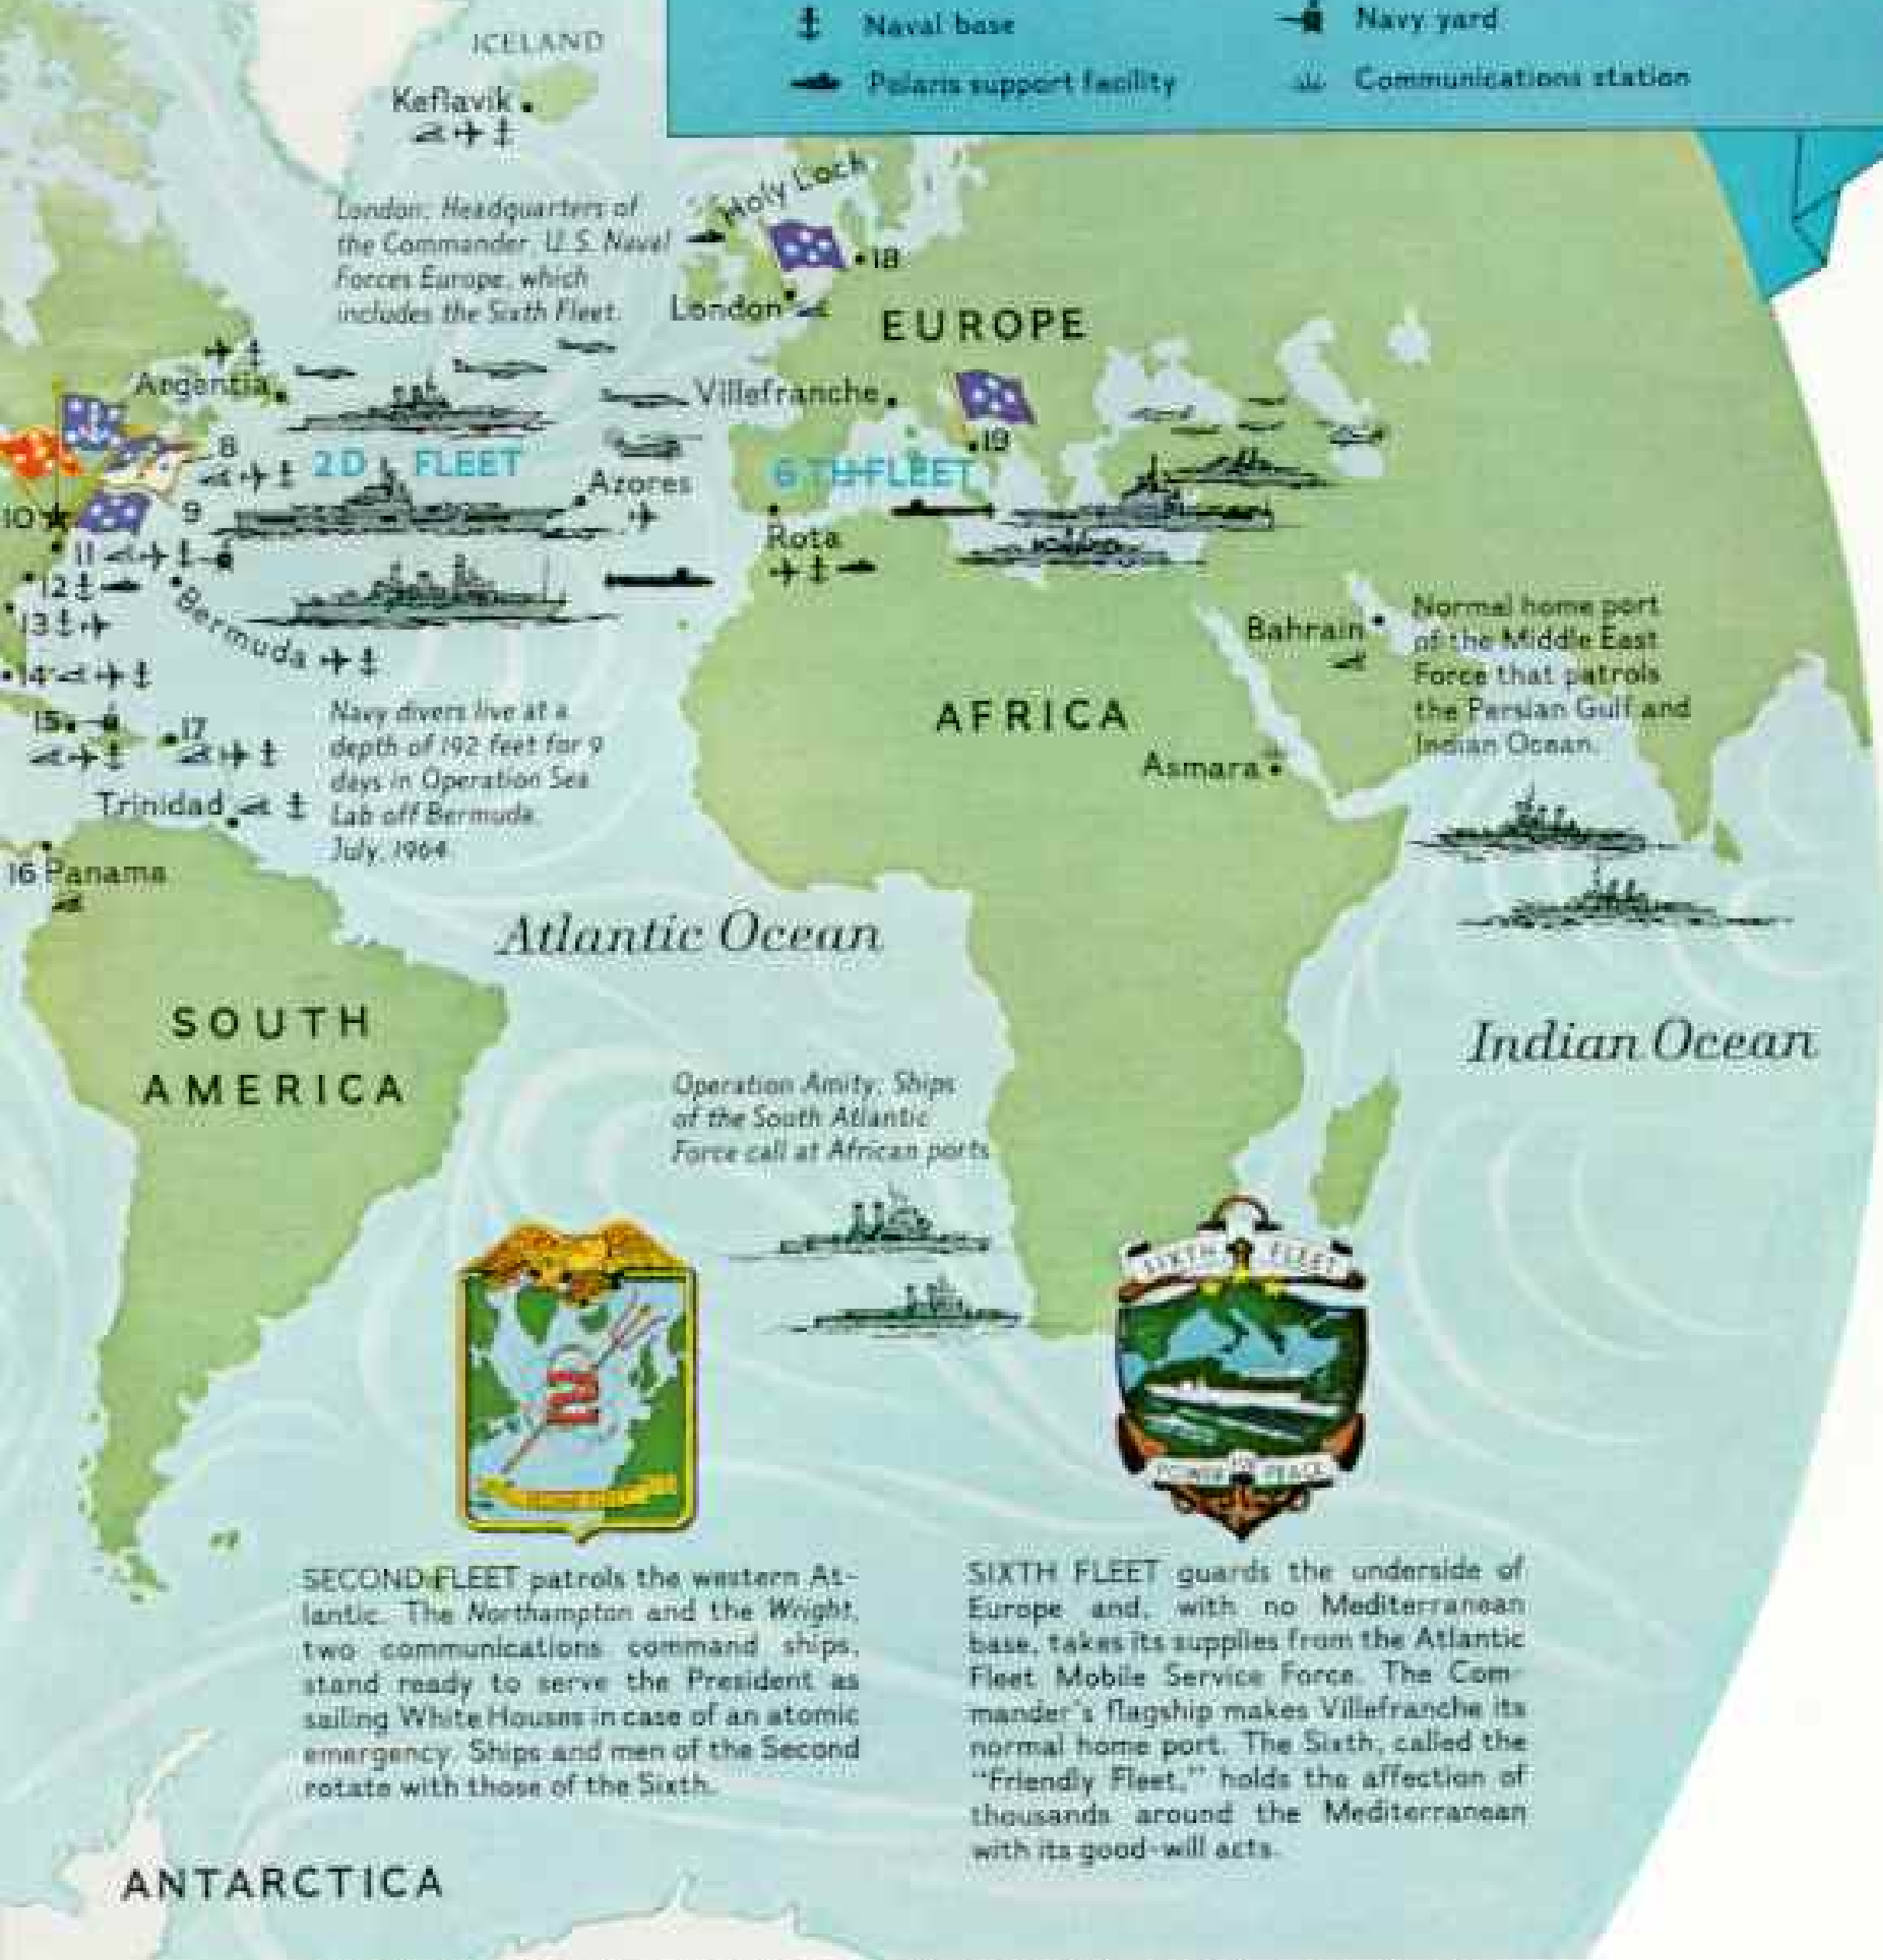 Naval base
Navy yard
Polaris support facility
Communications station
ICELAND
Keflavik
Holy Loch
London: Headquarters of
the Commander, U.S. Naval
Forces Europe, which
includes the Sixth Fleet.
18
London
EUROPE
Argentia
Villefranche
8
2D FLEET
19
6TH FLEET
Azores
9
10
Rota
11
12
Bermuda
13
Bahrain
Normal home port
of the Middle East
Force that patrols
the Persian Gulf and
Indian Ocean.
14
15
17
Navy divers live at a
depth of 192 feet for 9
days in Operation Sea
Lab off Bermuda,
July, 1964.
AFRICA
Asmara
Trinidad
16 Panama
Atlantic Ocean
SOUTH
AMERICA
Indian Ocean
Operation Amity: Ships
of the South Atlantic
Force call at African ports
SIXTH FLEET
2
POWER FOR PEACE
SECOND FLEET patrols the western At-
lantic. The Northampton and the Wright,
two communications command ships,
stand ready to serve the President as
sailing White Houses in case of an atomic
emergency. Ships and men of the Second
rotate with those of the Sixth.
SIXTH FLEET guards the underside of
Europe and, with no Mediterranean
base, takes its supplies from the Atlantic
Fleet Mobile Service Force. The Com-
mander's flagship makes Villefranche its
normal home port. The Sixth, called the
"Friendly Fleet," holds the affection of
thousands around the Mediterranean
with its good-will acts.
ANTARCTICA